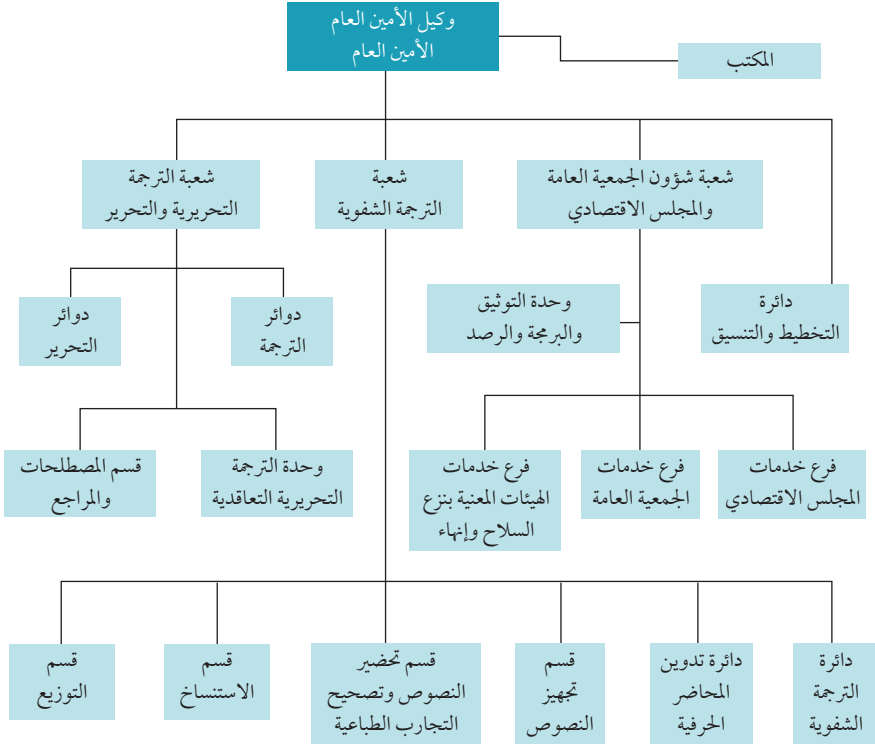 وكيل الأمين العام
الأمين العام
المكتب
شعبة شؤون الجمعية العامة
والمجلس الاقتصادي
شعبة
الترجمة الشفوية
شعبة الترجمة
التحريرية والتحرير
دائرة
التخطيط والتنسيق
وحدة التوثيق
والبرمجة والرصد
دوائر
الترجمة
دوائر
التحرير
فرع خدمات
المجلس الاقتصادي
فرع خدمات
الجمعية العامة
فرع خدمات
الهيئات المعنية بنزع
السلاح وإنهاء
وحدة الترجمة
التحريرية التعاقدية
قسم المصطلحات
والمراجع
دائرة
الترجمة
الشفوية
دائرة تدوين
المحاضر
الحرفية
قسم
تجهيز
النصوص
قسم تحضير
النصوص وتصحيح
التجارب الطباعية
قسم
الاستنساخ
قسم
التوزيع